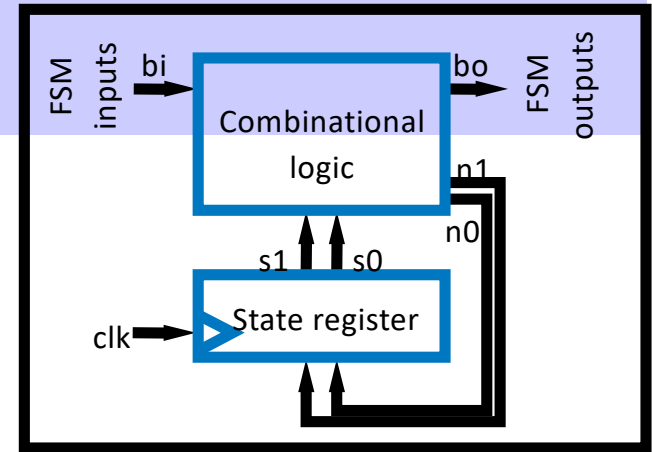 FSM
inputs
bi
bo
FSM
outputs
Combinational
logic
n1
n0
s1
s0
State register
clk